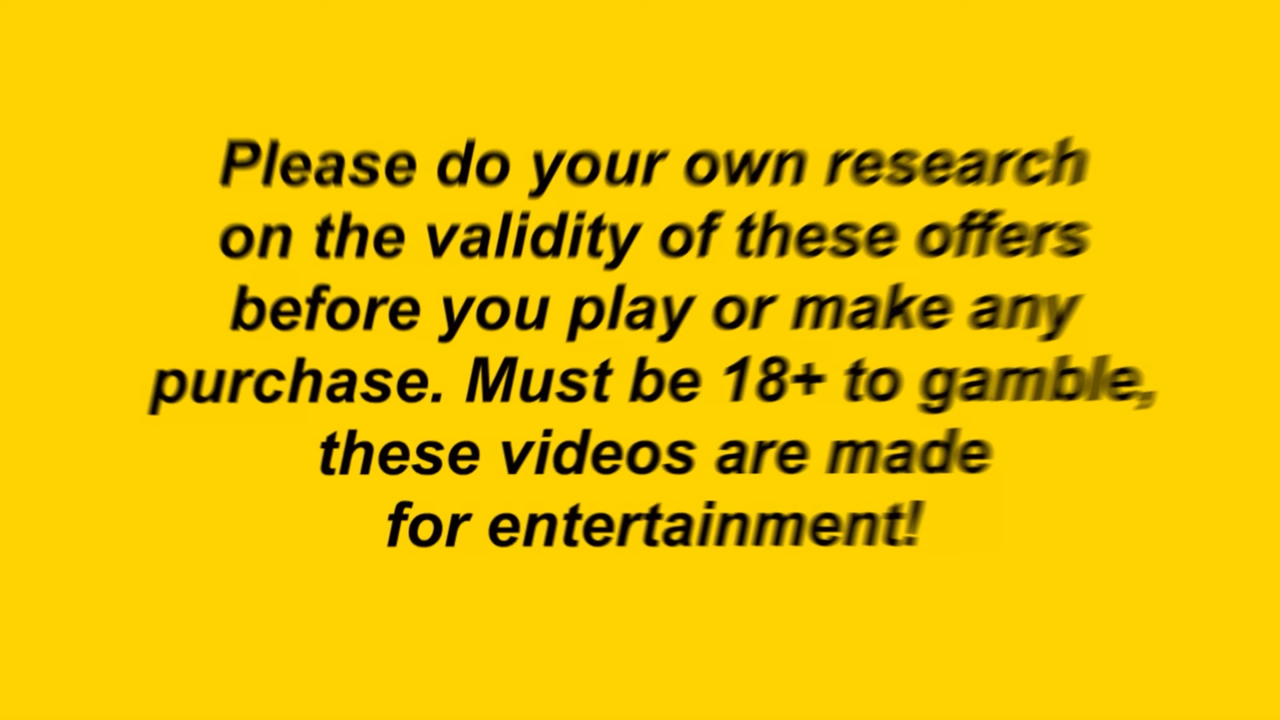 Please do your own research
on the validity of these offers
before you play or make any
purchase. Must be 18+ to gamble,
these videos are made
for entertainment!